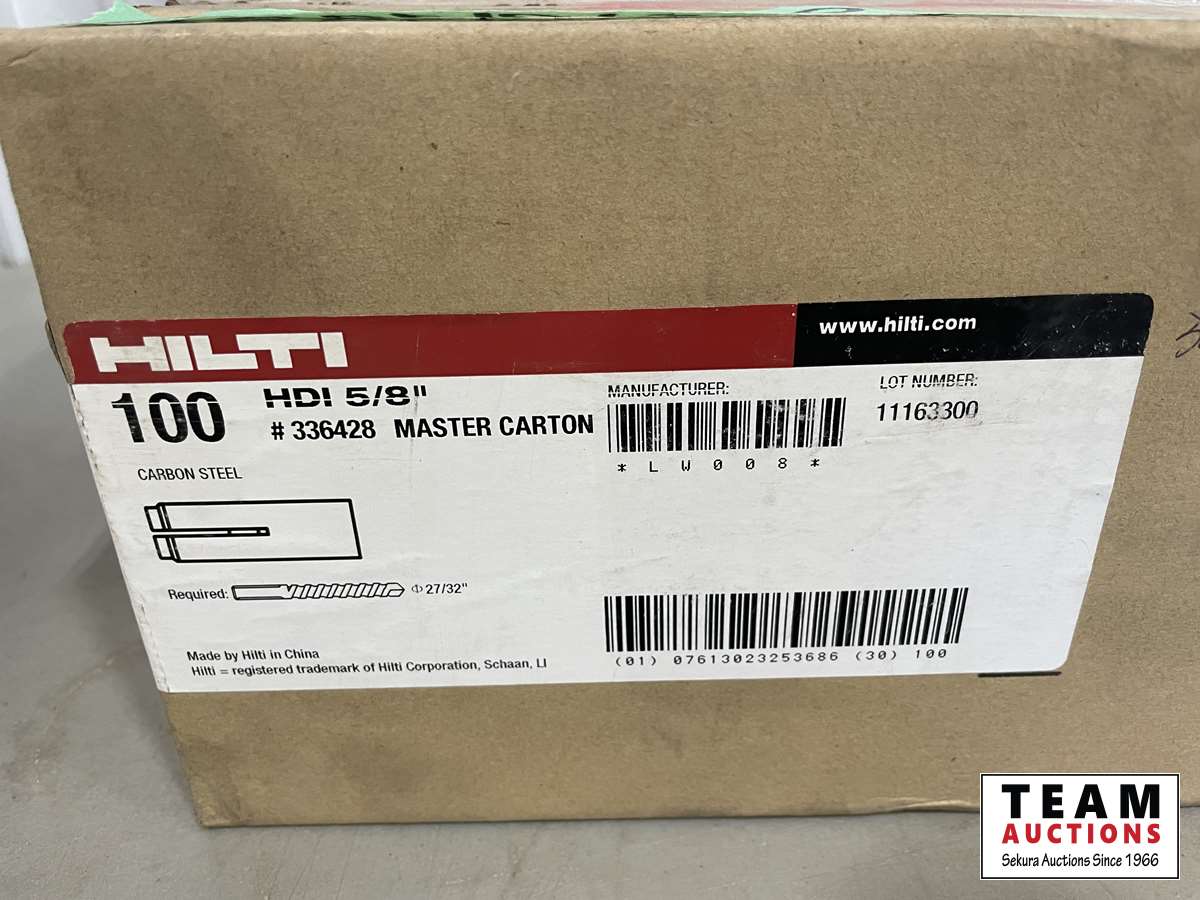 HILTI
www.hilti.com
100
HDI 5/8"
# 336428 MASTER CARTON
MANUFACTURER:
LOT NUMBER:
11163300
* L W 0 0 8 *
CARBON STEEL
Required: Φ 27/32"
Made by Hilti in China
Hilti = registered trademark of Hilti Corporation, Schaan, LI
(01) 07613023253686 (30) 100
TEAM
AUCTIONS
Sekura Auctions Since 1966